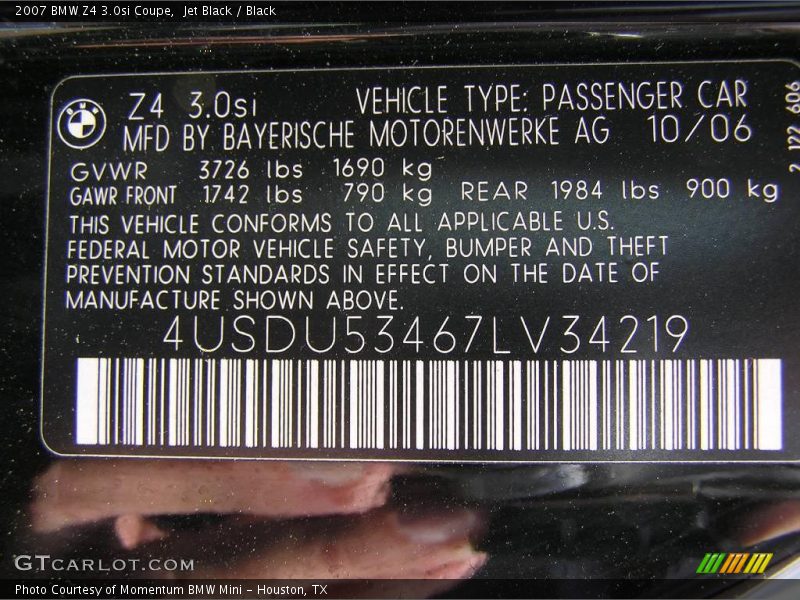 2007 BMW Z4 3.0si Coupe, Jet Black / Black
Z4 3.0si VEHICLE TYPE: PASSENGER CAR
MFD BY BAYERISCHE MOTORENWERKE AG 10/06
GVWR 3726 lbs 1690 kg
GAWR FRONT 1742 lbs 790 kg REAR 1984 lbs 900 kg
THIS VEHICLE CONFORMS TO ALL APPLICABLE U.S.
FEDERAL MOTOR VEHICLE SAFETY, BUMPER AND THEFT
PREVENTION STANDARDS IN EFFECT ON THE DATE OF
MANUFACTURE SHOWN ABOVE.
4USDU53467LV34219
2 122 606
GTCARLOT.COM
Photo Courtesy of Momentum BMW Mini - Houston, TX